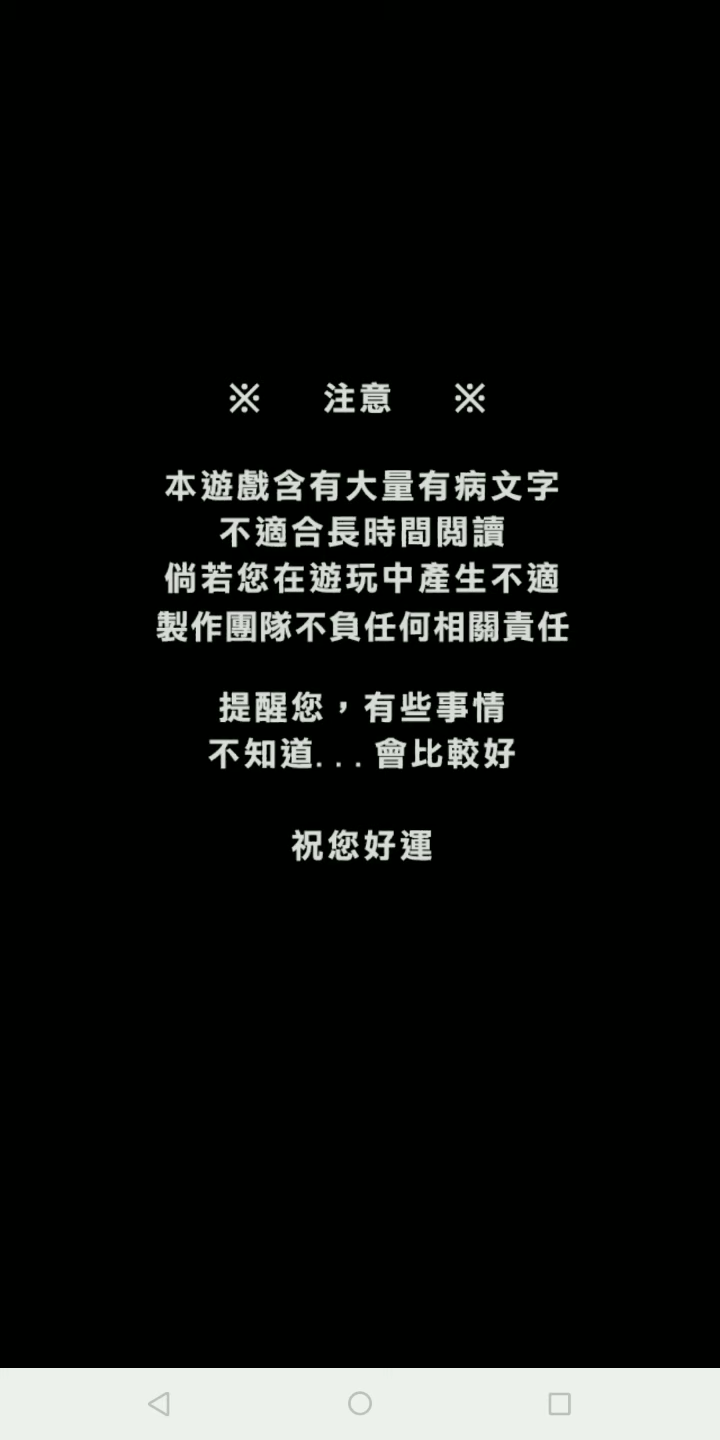 ※ 注意 ※
本遊戲含有大量有病文字
不適合長時間閱讀
倘若您在遊玩中產生不適
製作團隊不負任何相關責任
提醒您，有些事情
不知道...會比較好
祝您好運